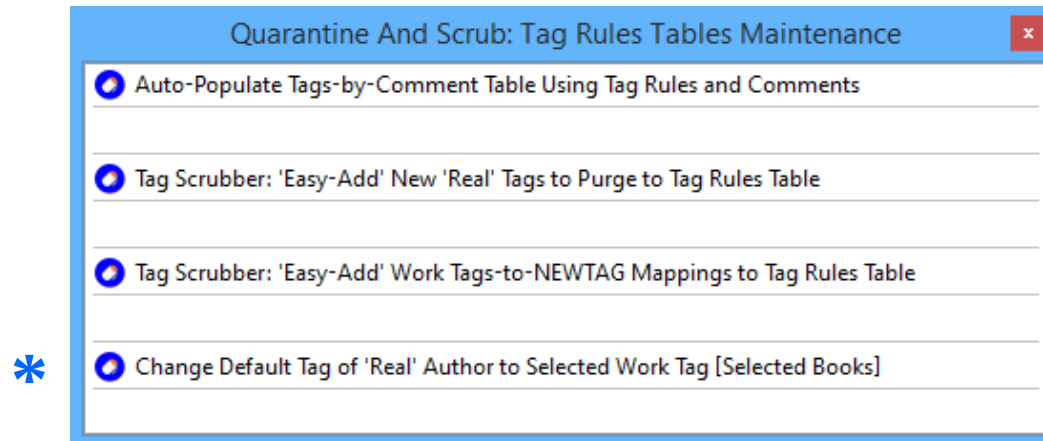 Quarantine And Scrub: Tag Rules Tables Maintenance
x
Auto-Populate Tags-by-Comment Table Using Tag Rules and Comments
Tag Scrubber: 'Easy-Add' New 'Real' Tags to Purge to Tag Rules Table
Tag Scrubber: 'Easy-Add' Work Tags-to-NEWTAG Mappings to Tag Rules Table
* Change Default Tag of 'Real' Author to Selected Work Tag [Selected Books]